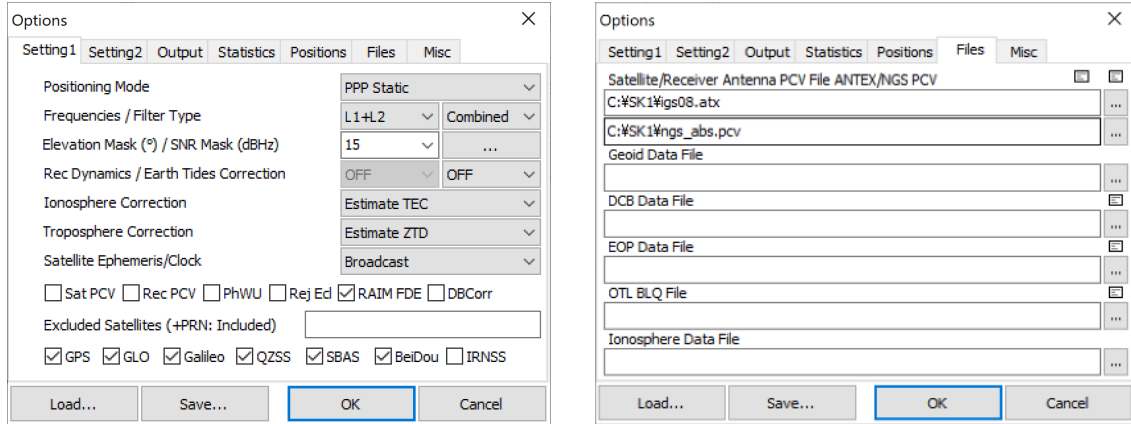 Options
Setting1 Setting2 Output Statistics Positions Files Misc
Positioning Mode PPP Static
Frequencies / Filter Type L1+L2 Combined
Elevation Mask (°) / SNR Mask (dBHz) 15 ...
Rec Dynamics / Earth Tides Correction OFF OFF
Ionosphere Correction Estimate TEC
Troposphere Correction Estimate ZTD
Satellite Ephemeris/Clock Broadcast
Sat PCV Rec PCV PhWU Rej Ecl RAIM FDE DBCorr
Excluded Satellites (+PRN: Included)
GPS GLO Galileo QZSS SBAS BeiDou IRNSS
Load... Save... OK Cancel
Options
Setting1 Setting2 Output Statistics Positions Files Misc
Satellite/Receiver Antenna PCV File ANTEX/NGS PCV
C:¥SK1¥igs08.atx ...
C:¥SK1¥ngs_abs.pcv ...
Geoid Data File
...
DCB Data File
...
EOP Data File
...
OTL BLQ File
...
Ionosphere Data File
...
Load... Save... OK Cancel